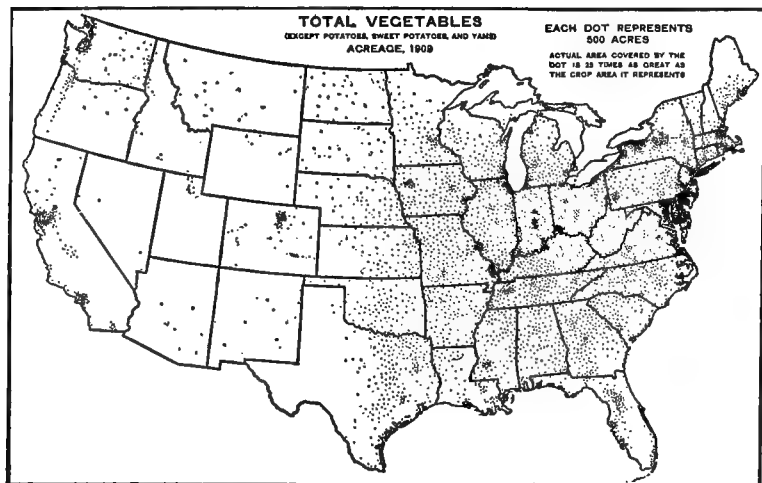 TOTAL VEGETABLES
(EXCEPT POTATOES, SWEET POTATOES, AND YAMS)
ACREAGE, 1909
EACH DOT REPRESENTS
500 ACRES
ACTUAL AREA COVERED BY THE
DOT IS 23 TIMES AS GREAT AS
THE CROP AREA IT REPRESENTS